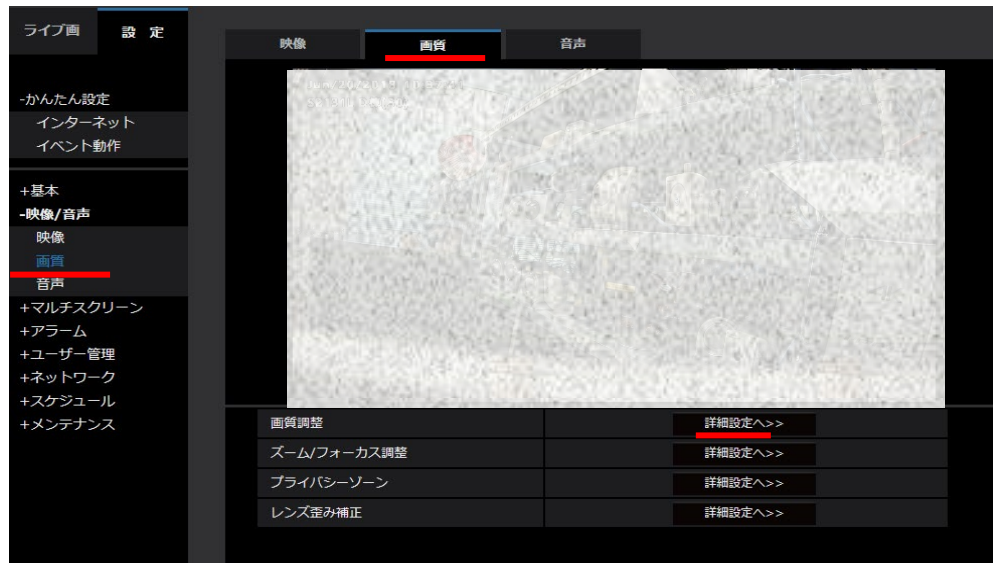 ライブ画
設 定
-かんたん設定
インターネット
イベント動作
+基本
-映像/音声
映像
画質
音声
+マルチスクリーン
+アラーム
+ユーザー管理
+ネットワーク
+スケジュール
+メンテナンス
映像
画質
音声
画質調整
詳細設定へ>>
ズーム/フォーカス調整
詳細設定へ>>
プライバシーゾーン
詳細設定へ>>
レンズ歪み補正
詳細設定へ>>